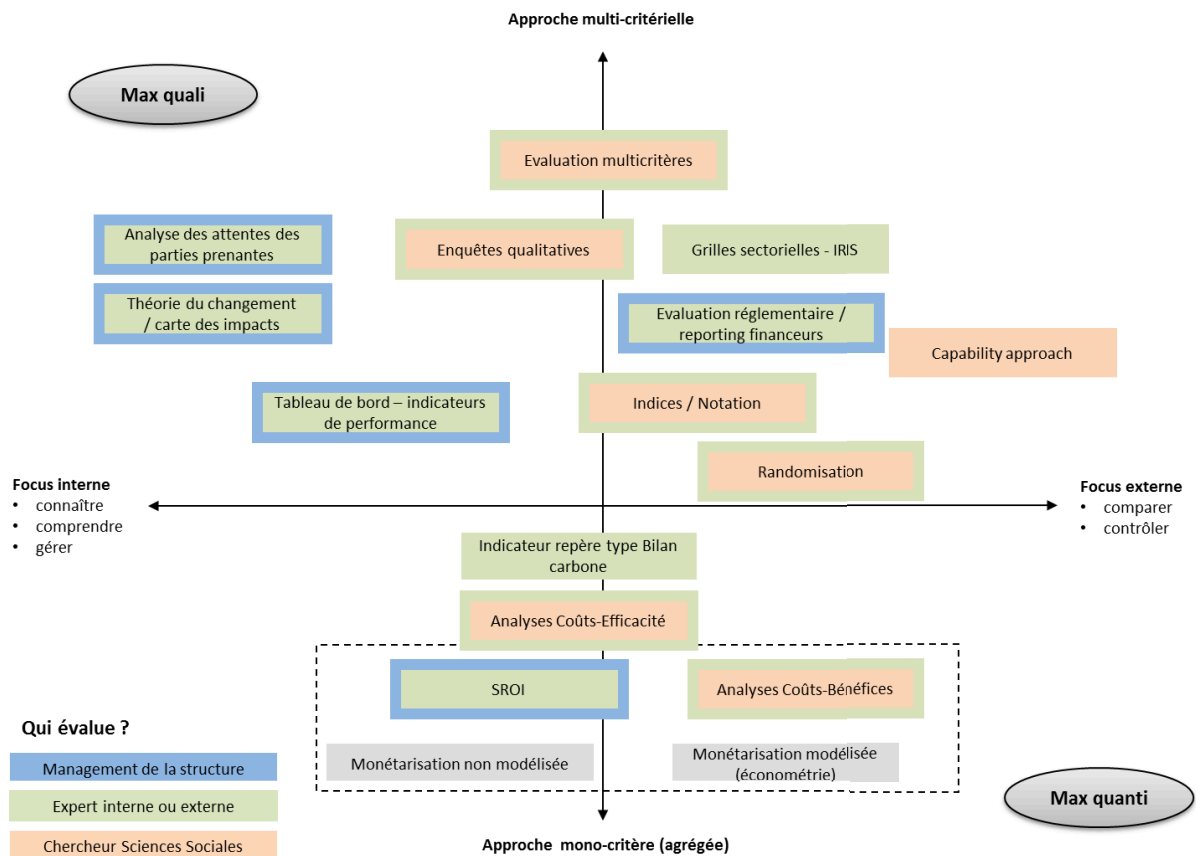 Approche multi-critérielle
Max quali
Evaluation multicritères
Analyse des attentes des
parties prenantes
Enquêtes qualitatives
Grilles sectorielles - IRIS
Théorie du changement
/ carte des impacts
Evaluation réglementaire /
reporting financeurs
Capability approach
Tableau de bord – indicateurs
de performance
Indices / Notation
Randomisation
Focus interne
• connaître
• comprendre
• gérer
Focus externe
• comparer
• contrôler
Indicateur repère type Bilan
carbone
Analyses Coûts-Efficacité
SROI
Analyses Coûts-Bénéfices
Monétarisation non modélisée
Monétarisation modélisée
(économétrie)
Qui évalue ?
Management de la structure
Expert interne ou externe
Chercheur Sciences Sociales
Max quanti
Approche mono-critère (agrégée)